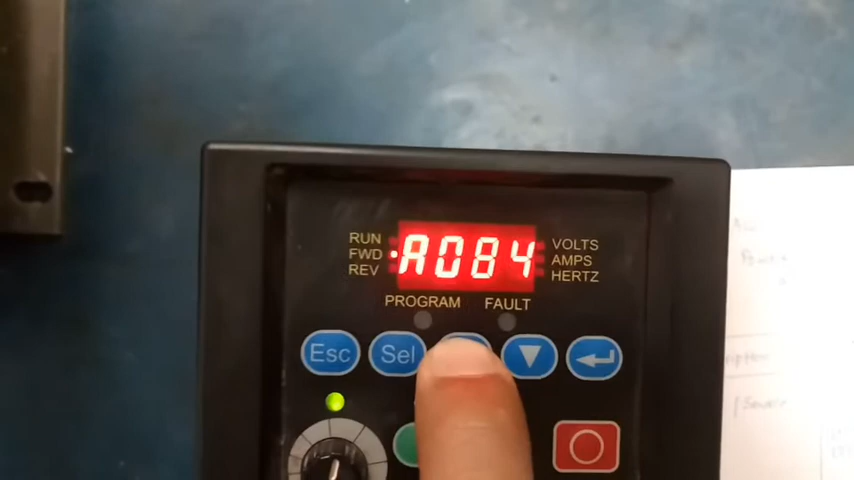 RUN
FWD
REV
A084
VOLTS
AMPS
HERTZ
PROGRAM FAULT
Esc Sel